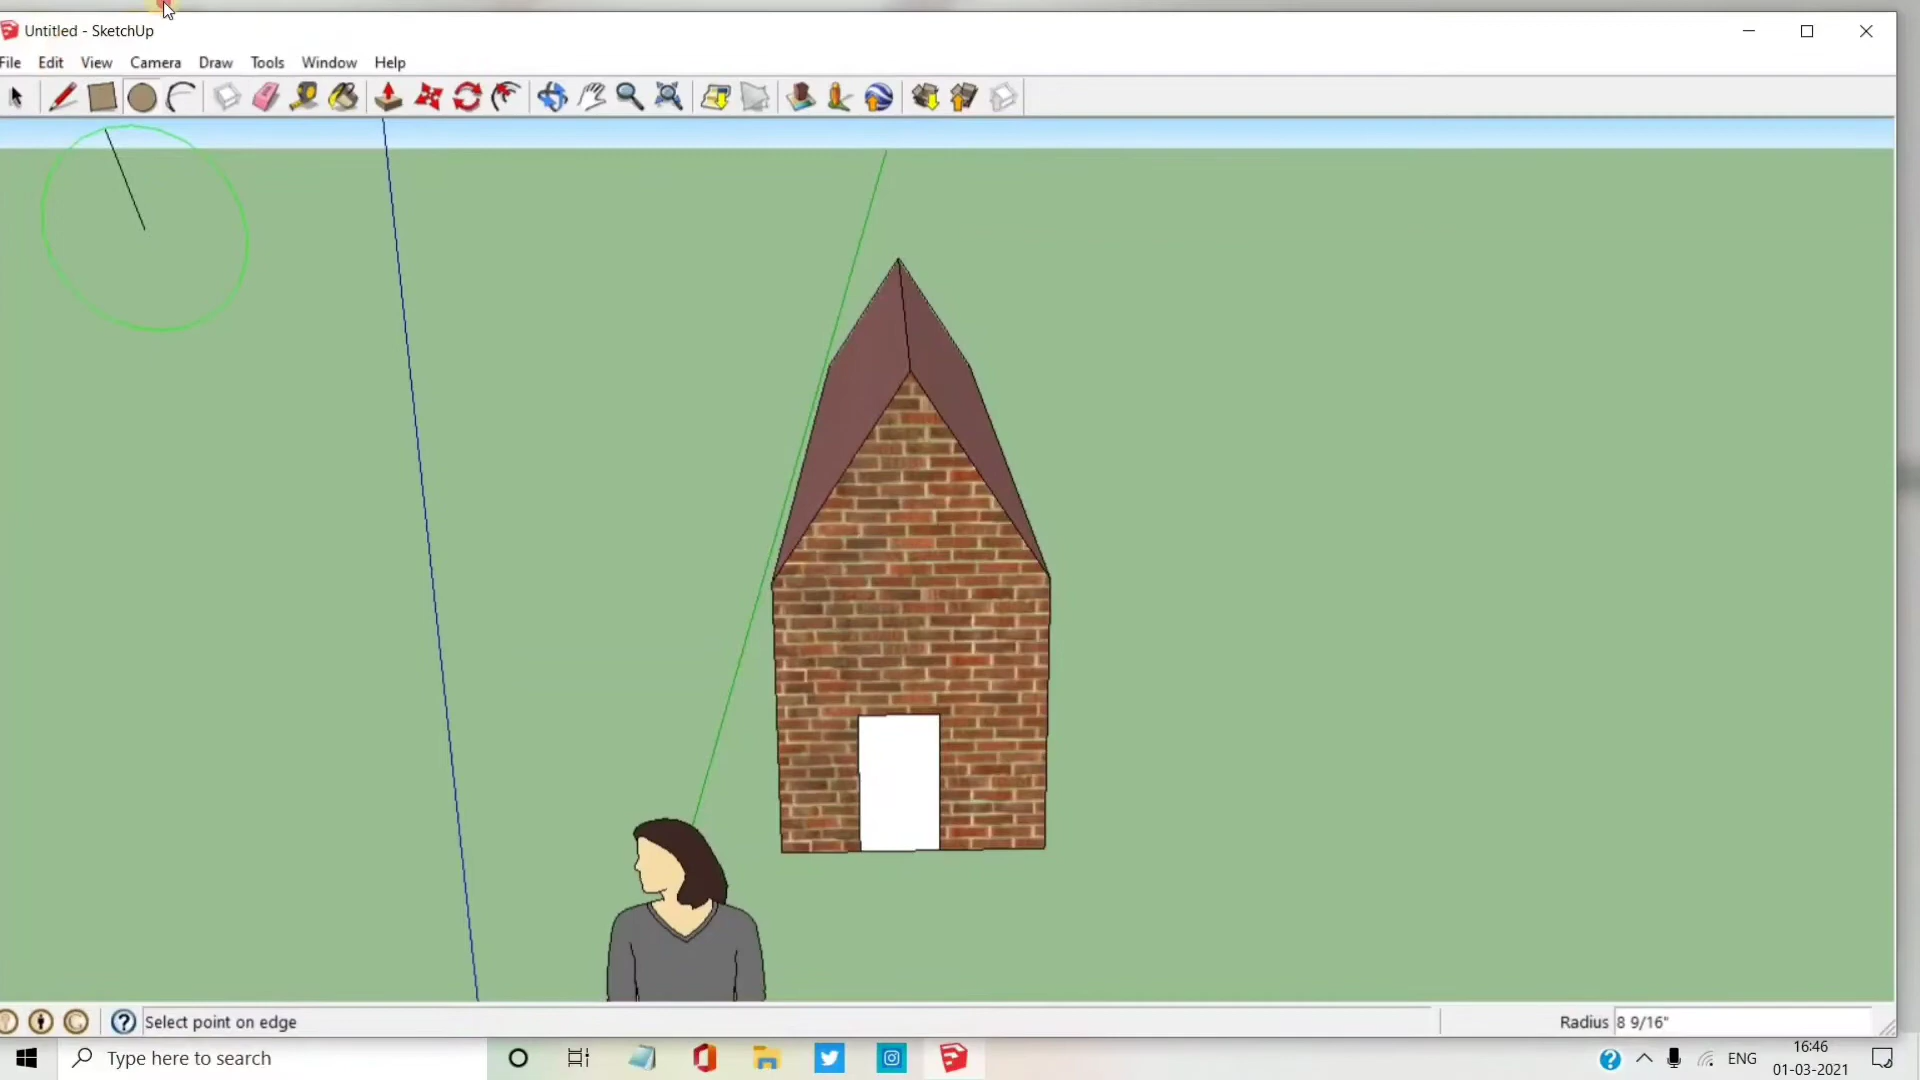 Untitled - SketchUp
File Edit View Camera Draw Tools Window Help
Select point on edge
Radius 8 9/16"
Type here to search
ENG
16:46
01-03-2021